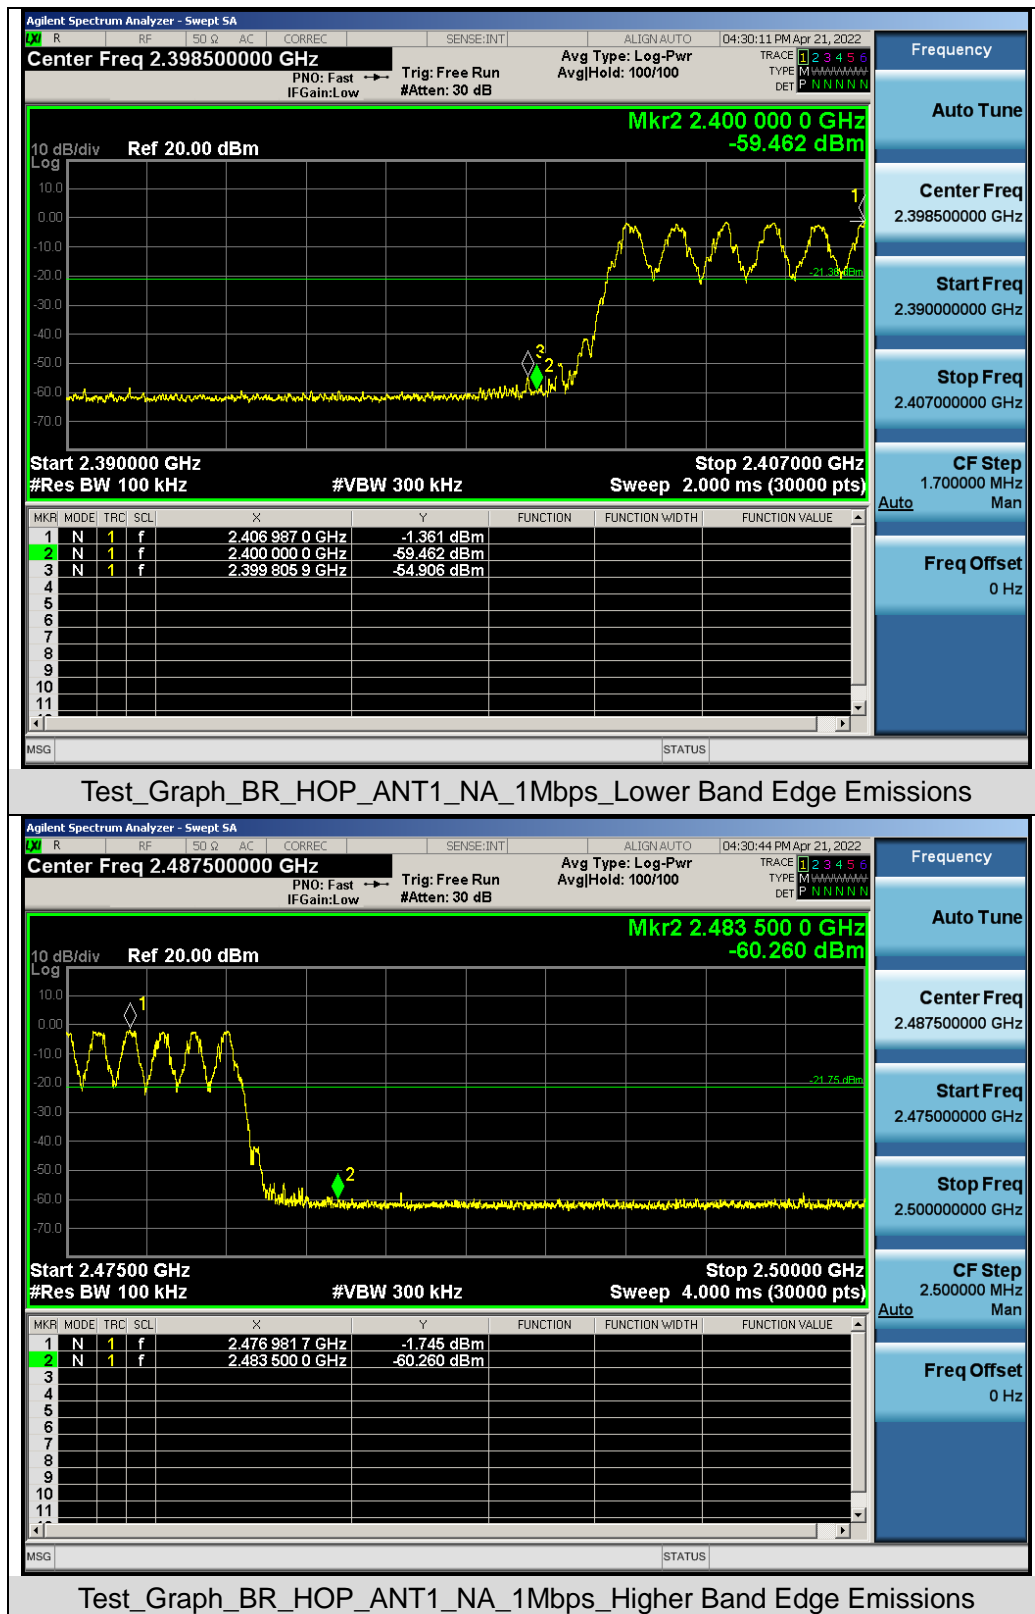 Agilent Spectrum Analyzer - Swept SA
LXI R RF 50 Ω AC CORREC SENSE:INT ALIGNAUTO 04:30:11 PM Apr 21, 2022
Center Freq 2.398500000 GHz
PNO: Fast
IFGain:Low
Trig: Free Run
#Atten: 30 dB
Avg Type: Log-Pwr
Avg|Hold: 100/100
TRACE 1 2 3 4 5 6
TYPE M
DET P N N N N N
Frequency
Auto Tune
Center Freq
2.398500000 GHz
Start Freq
2.390000000 GHz
Stop Freq
2.407000000 GHz
CF Step
1.700000 MHz
Auto Man
Freq Offset
0 Hz
Mkr2 2.400 000 0 GHz
-59.462 dBm
10 dB/div Ref 20.00 dBm
Log
10.0
0.00
-10.0
-20.0
-30.0
-40.0
-50.0
-60.0
-70.0
1
-21.36 dBm
3
2
Start 2.390000 GHz Stop 2.407000 GHz
#Res BW 100 kHz #VBW 300 kHz Sweep 2.000 ms (30000 pts)
MKR MODE TRC SCL X Y FUNCTION FUNCTION WIDTH FUNCTION VALUE
1 N 1 f 2.406 987 0 GHz -1.361 dBm
2 N 1 f 2.400 000 0 GHz -59.462 dBm
3 N 1 f 2.399 805 9 GHz -54.906 dBm
4
5
6
7
8
9
10
11
MSG STATUS
Test_Graph_BR_HOP_ANT1_NA_1Mbps_Lower Band Edge Emissions
Agilent Spectrum Analyzer - Swept SA
LXI R RF 50 Ω AC CORREC SENSE:INT ALIGNAUTO 04:30:44 PM Apr 21, 2022
Center Freq 2.487500000 GHz
PNO: Fast
IFGain:Low
Trig: Free Run
#Atten: 30 dB
Avg Type: Log-Pwr
Avg|Hold: 100/100
TRACE 1 2 3 4 5 6
TYPE M
DET P N N N N N
Frequency
Auto Tune
Center Freq
2.487500000 GHz
Start Freq
2.475000000 GHz
Stop Freq
2.500000000 GHz
CF Step
2.500000 MHz
Auto Man
Freq Offset
0 Hz
Mkr2 2.483 500 0 GHz
-60.260 dBm
10 dB/div Ref 20.00 dBm
Log
10.0
0.00
-10.0
-20.0
-30.0
-40.0
-50.0
-60.0
-70.0
1
-21.75 dBm
2
Start 2.47500 GHz Stop 2.50000 GHz
#Res BW 100 kHz #VBW 300 kHz Sweep 4.000 ms (30000 pts)
MKR MODE TRC SCL X Y FUNCTION FUNCTION WIDTH FUNCTION VALUE
1 N 1 f 2.476 981 7 GHz -1.745 dBm
2 N 1 f 2.483 500 0 GHz -60.260 dBm
3
4
5
6
7
8
9
10
11
MSG STATUS
Test_Graph_BR_HOP_ANT1_NA_1Mbps_Higher Band Edge Emissions